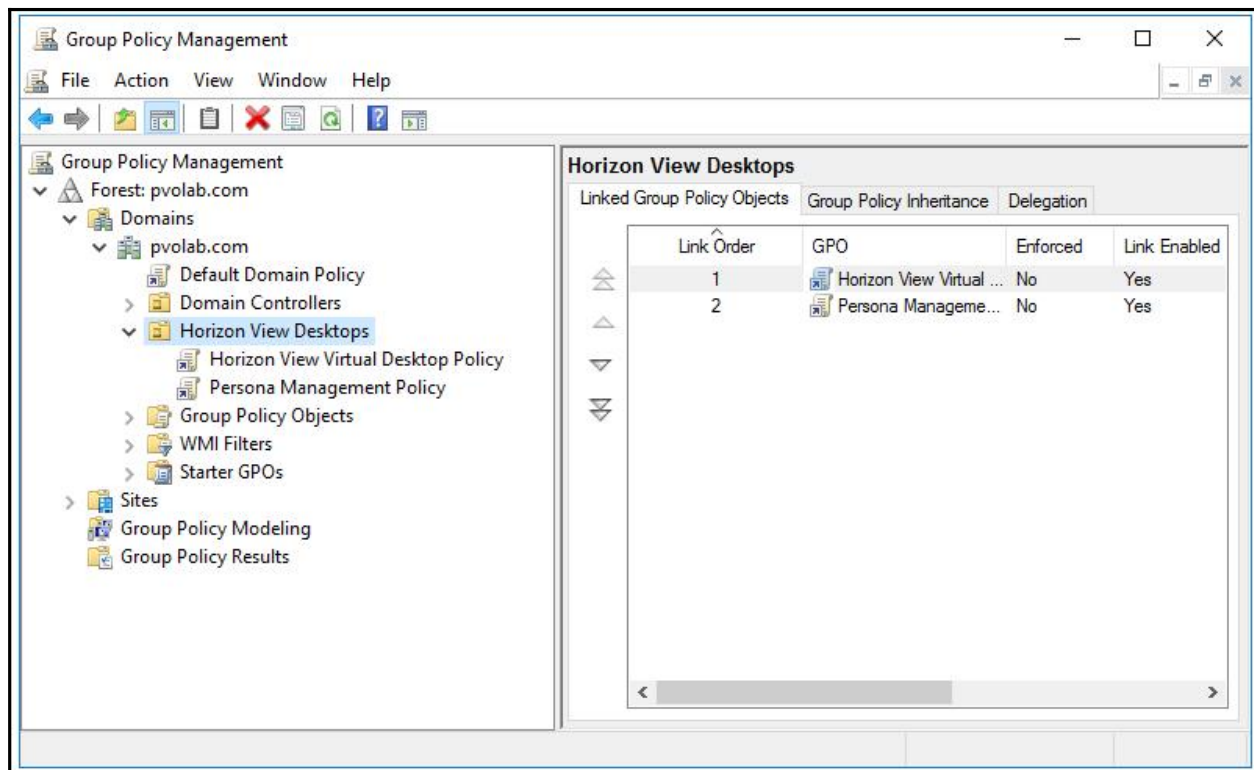 Group Policy Management
File Action View Window Help
Group Policy Management
Forest: pvolab.com
Domains
pvolab.com
Default Domain Policy
Domain Controllers
Horizon View Desktops
Horizon View Virtual Desktop Policy
Persona Management Policy
Group Policy Objects
WMI Filters
Starter GPOs
Sites
Group Policy Modeling
Group Policy Results
Horizon View Desktops
Linked Group Policy Objects Group Policy Inheritance Delegation
Link Order GPO Enforced Link Enabled
1 Horizon View Virtual ... No Yes
2 Persona Manageme... No Yes